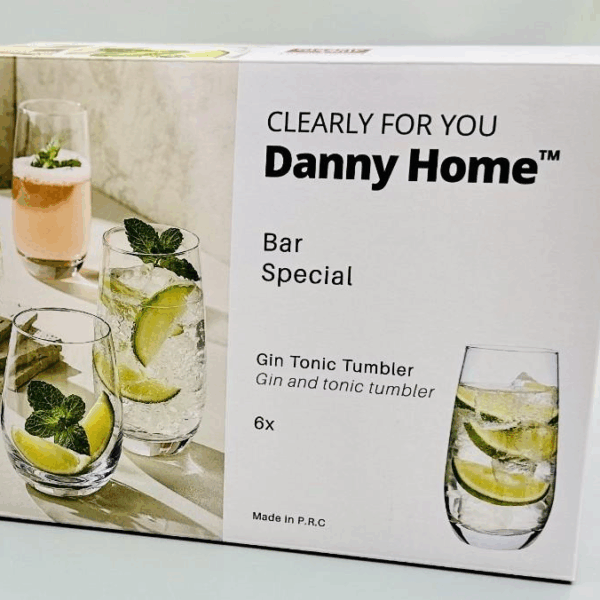 CLEARLY FOR YOU
Danny Home™
Bar
Special
Gin Tonic Tumbler
Gin and tonic tumbler
6x
Made in P.R.C